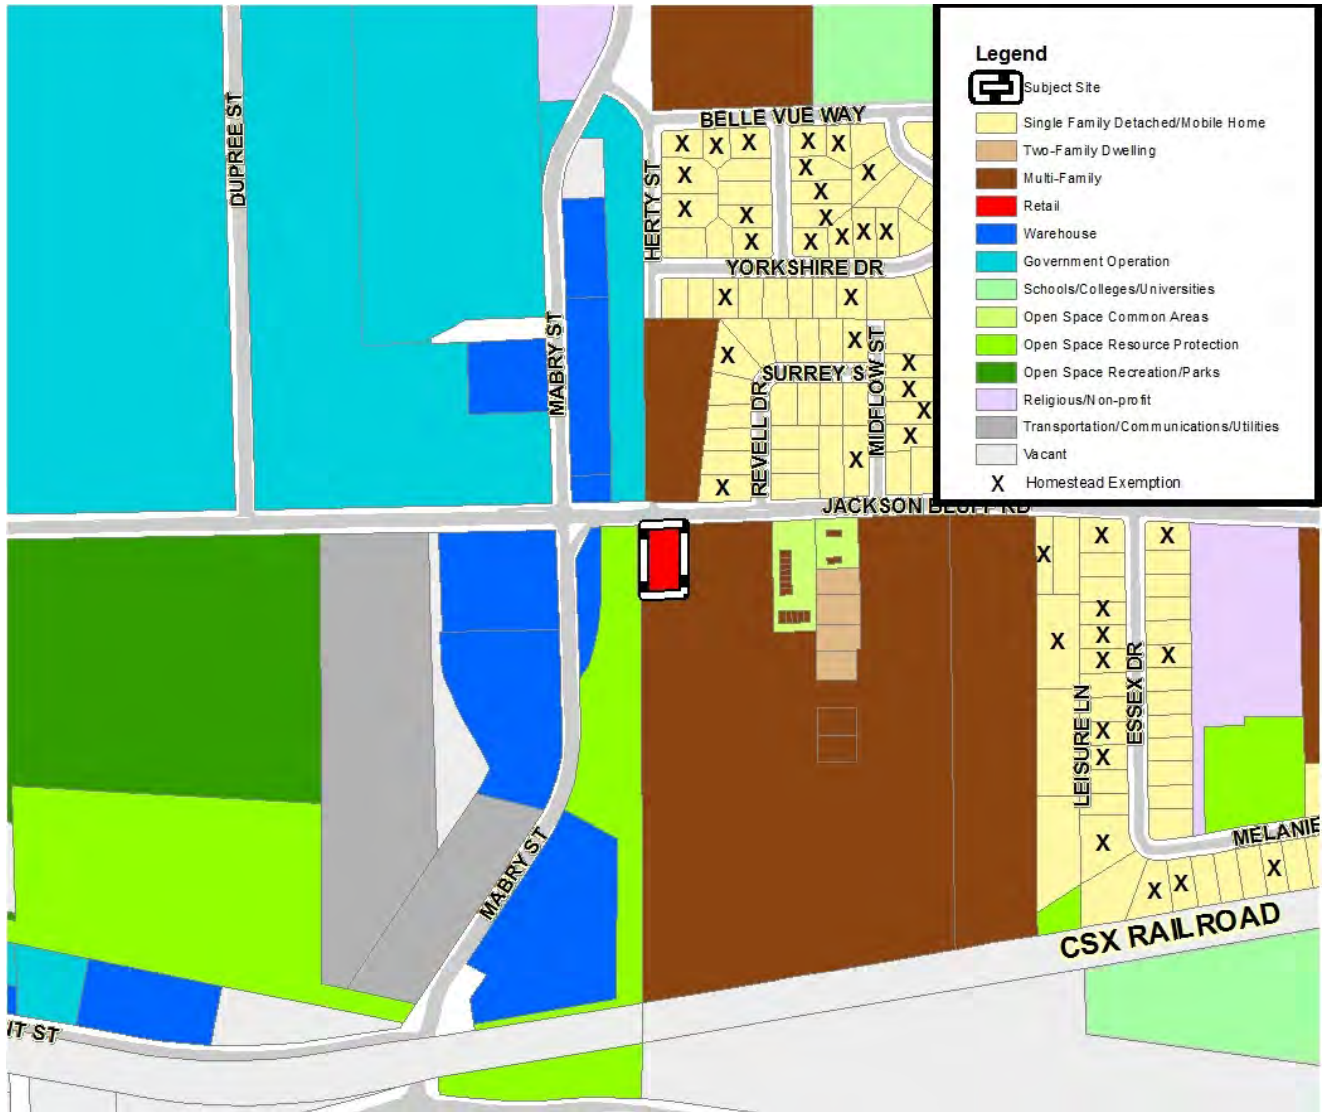 Legend
Subject Site
Single Family Detached/Mobile Home
Two-Family Dwelling
Multi-Family
Retail
Warehouse
Government Operation
Schools/Colleges/Universities
Open Space Common Areas
Open Space Resource Protection
Open Space Recreation/Parks
Religious/Non-profit
Transportation/Communications/Utilities
Vacant
X Homestead Exemption
DUPREE ST
BELLE VUE WAY
X X X X X
X X X
X X
X X X X X
X X
HERTY ST
YORKSHIRE DR
X X
MABRY ST
X X
SURREY S
X
X
X
X
MIDFLOW ST
REVELL DR
X
X
JACKSON BLUFF RD
X X X
X
X X
X
X
ESSEX DR
LEISURE LN
X
X
X
MELANIE
X X X
MABRY ST
CSX RAILROAD
NT ST